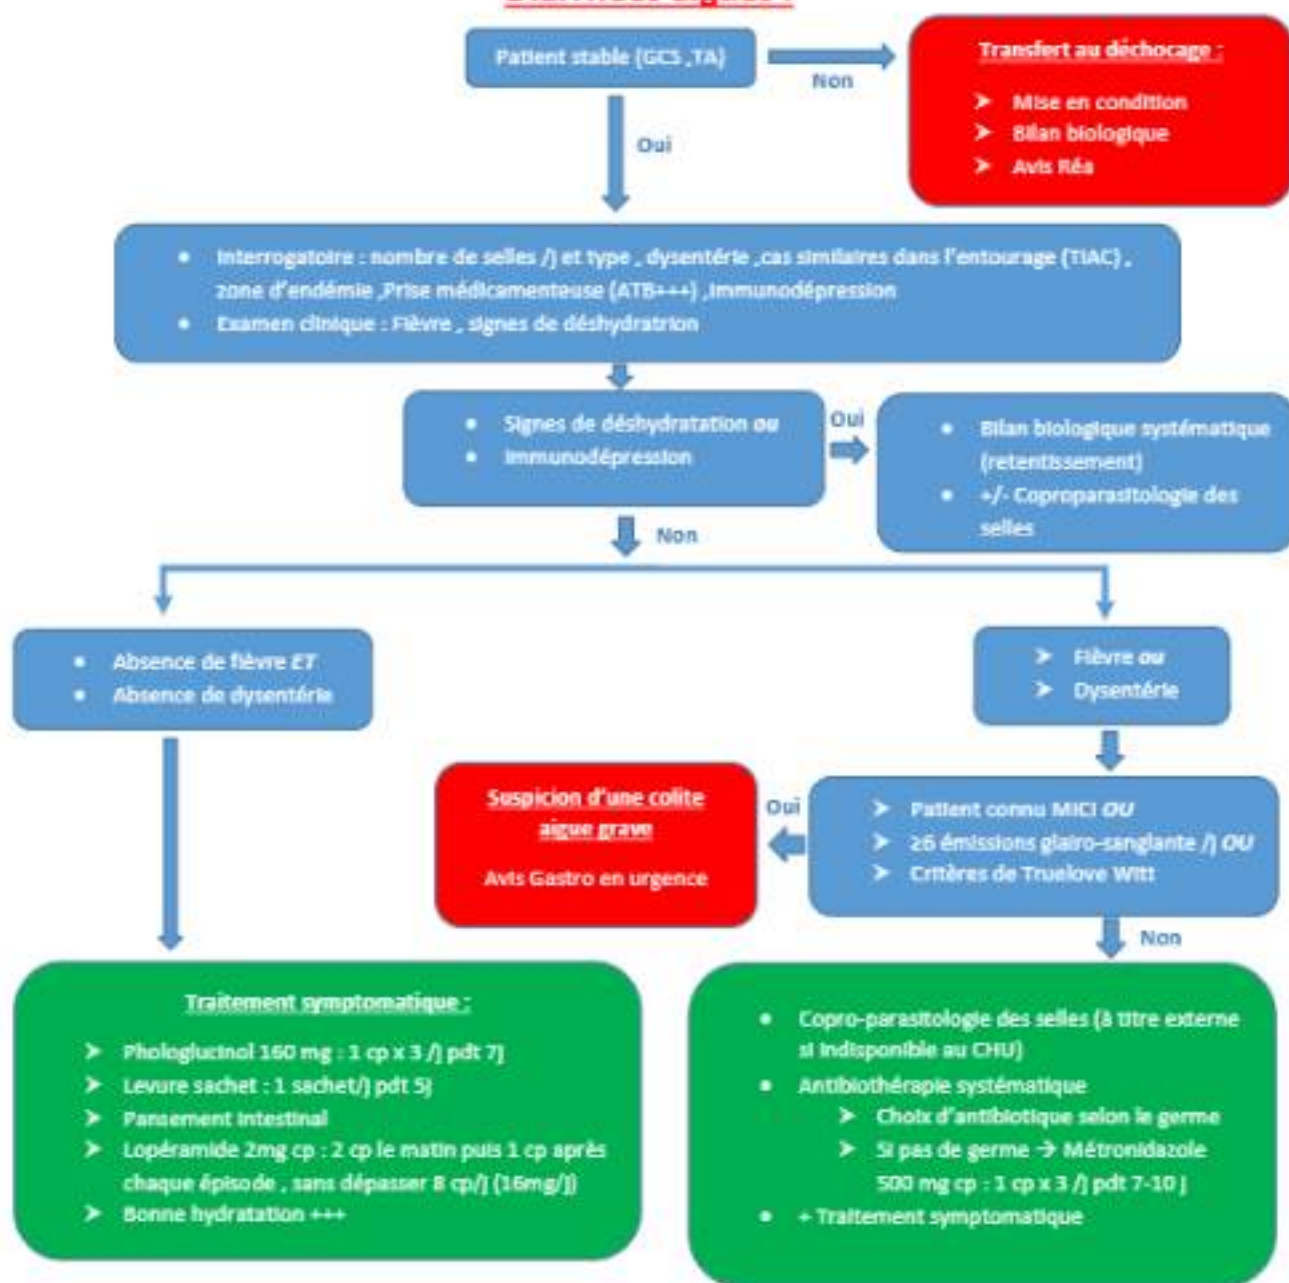 Patient stable (GCS ,TA)
Non
Transfert au déchocage :
➤ Mise en condition
➤ Bilan biologique
➤ Avis Réa
Oui
• Interrogatoire : nombre de selles /j et type , dysentérie ,cas similaires dans l'entourage (TIAC) ,
zone d'endémie ,Prise médicamenteuse (ATB+++) ,Immunodépression
• Examen clinique : Fièvre , signes de déshydratrion
• Signes de déshydratation ou
• Immunodépression
Oui
• Bilan biologique systématique
(retentissement)
• +/- Coproparasitologie des
selles
Non
• Absence de fièvre ET
• Absence de dysentérie
➤ Fièvre ou
➤ Dysentérie
Suspicion d'une colite
aigue grave
Avis Gastro en urgence
Oui
➤ Patient connu MICI OU
➤ ≥6 émissions glairo-sanglante /j OU
➤ Critères de Truelove Witt
Non
Traitement symptomatique :
➤ Phologlucinol 160 mg : 1 cp x 3 /j pdt 7j
➤ Levure sachet : 1 sachet/j pdt 5j
➤ Pansement intestinal
➤ Lopéramide 2mg cp : 2 cp le matin puis 1 cp après
chaque épisode , sans dépasser 8 cp/j (16mg/j)
➤ Bonne hydratation +++
• Copro-parasitologie des selles (à titre externe
si indisponible au CHU)
• Antibiothérapie systématique
➤ Choix d'antibiotique selon le germe
➤ Si pas de germe → Métronidazole
500 mg cp : 1 cp x 3 /j pdt 7-10 j
• + Traitement symptomatique